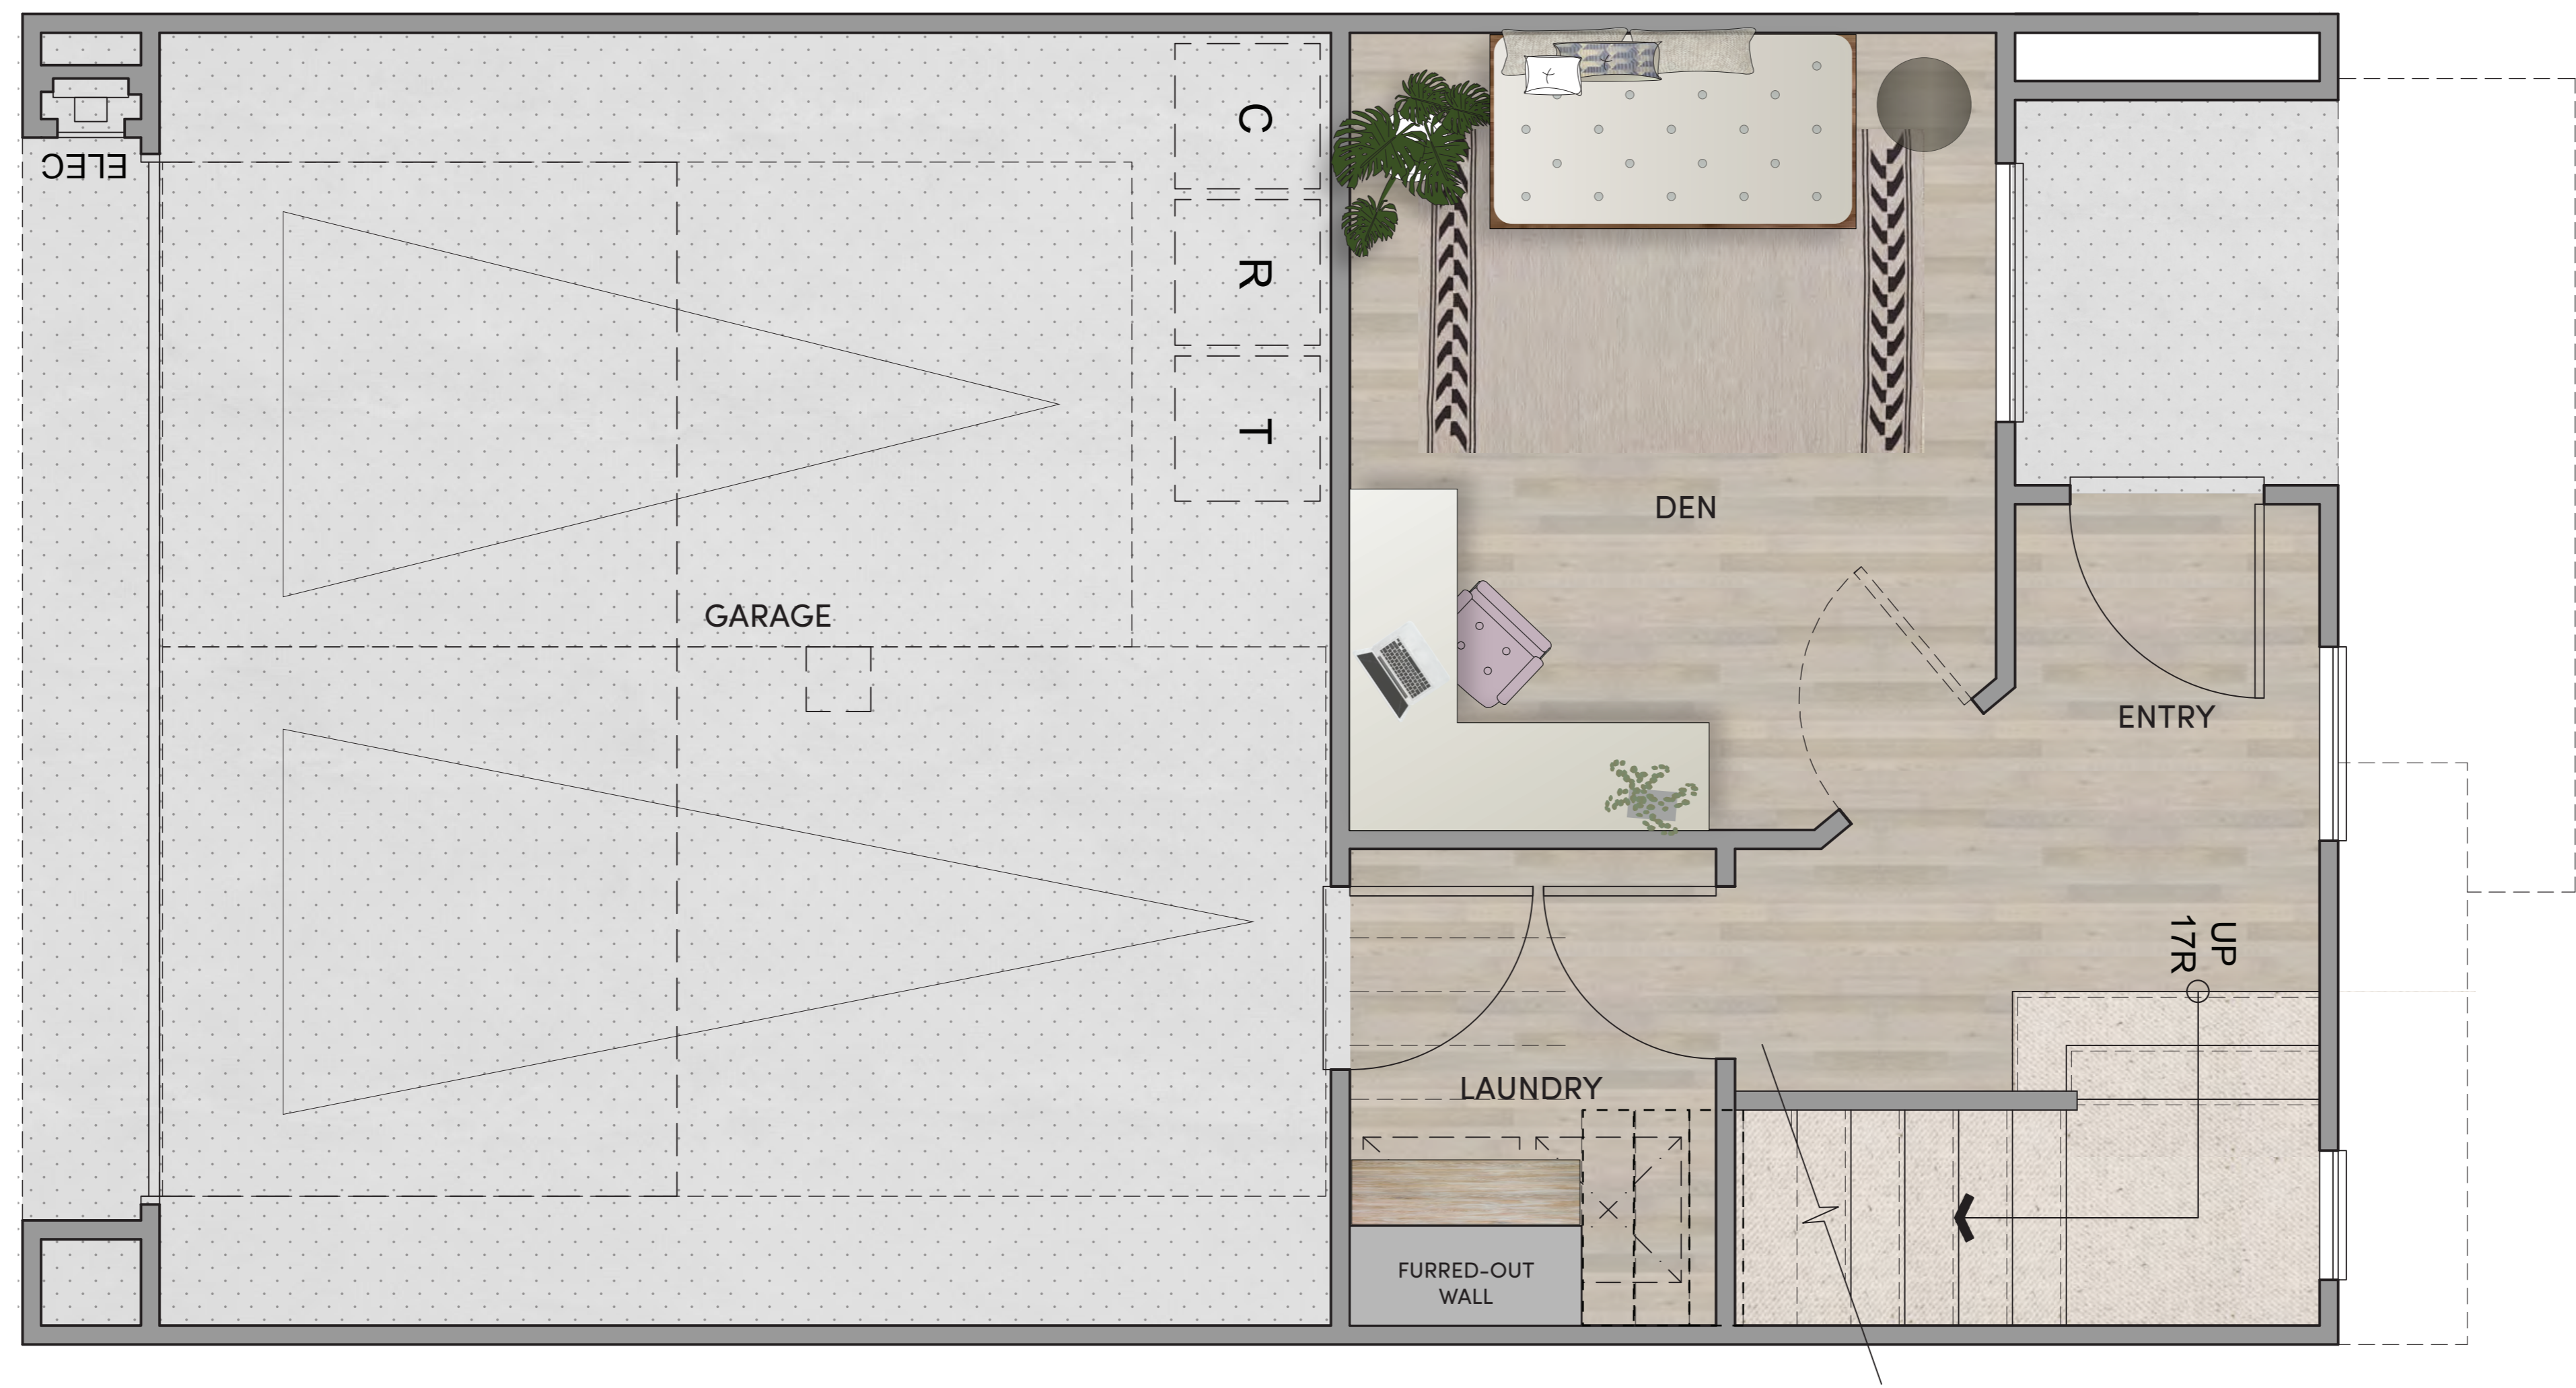 ELEC
C
R
T
DEN
GARAGE
ENTRY
UP
17R
LAUNDRY
FURRED-OUT
WALL